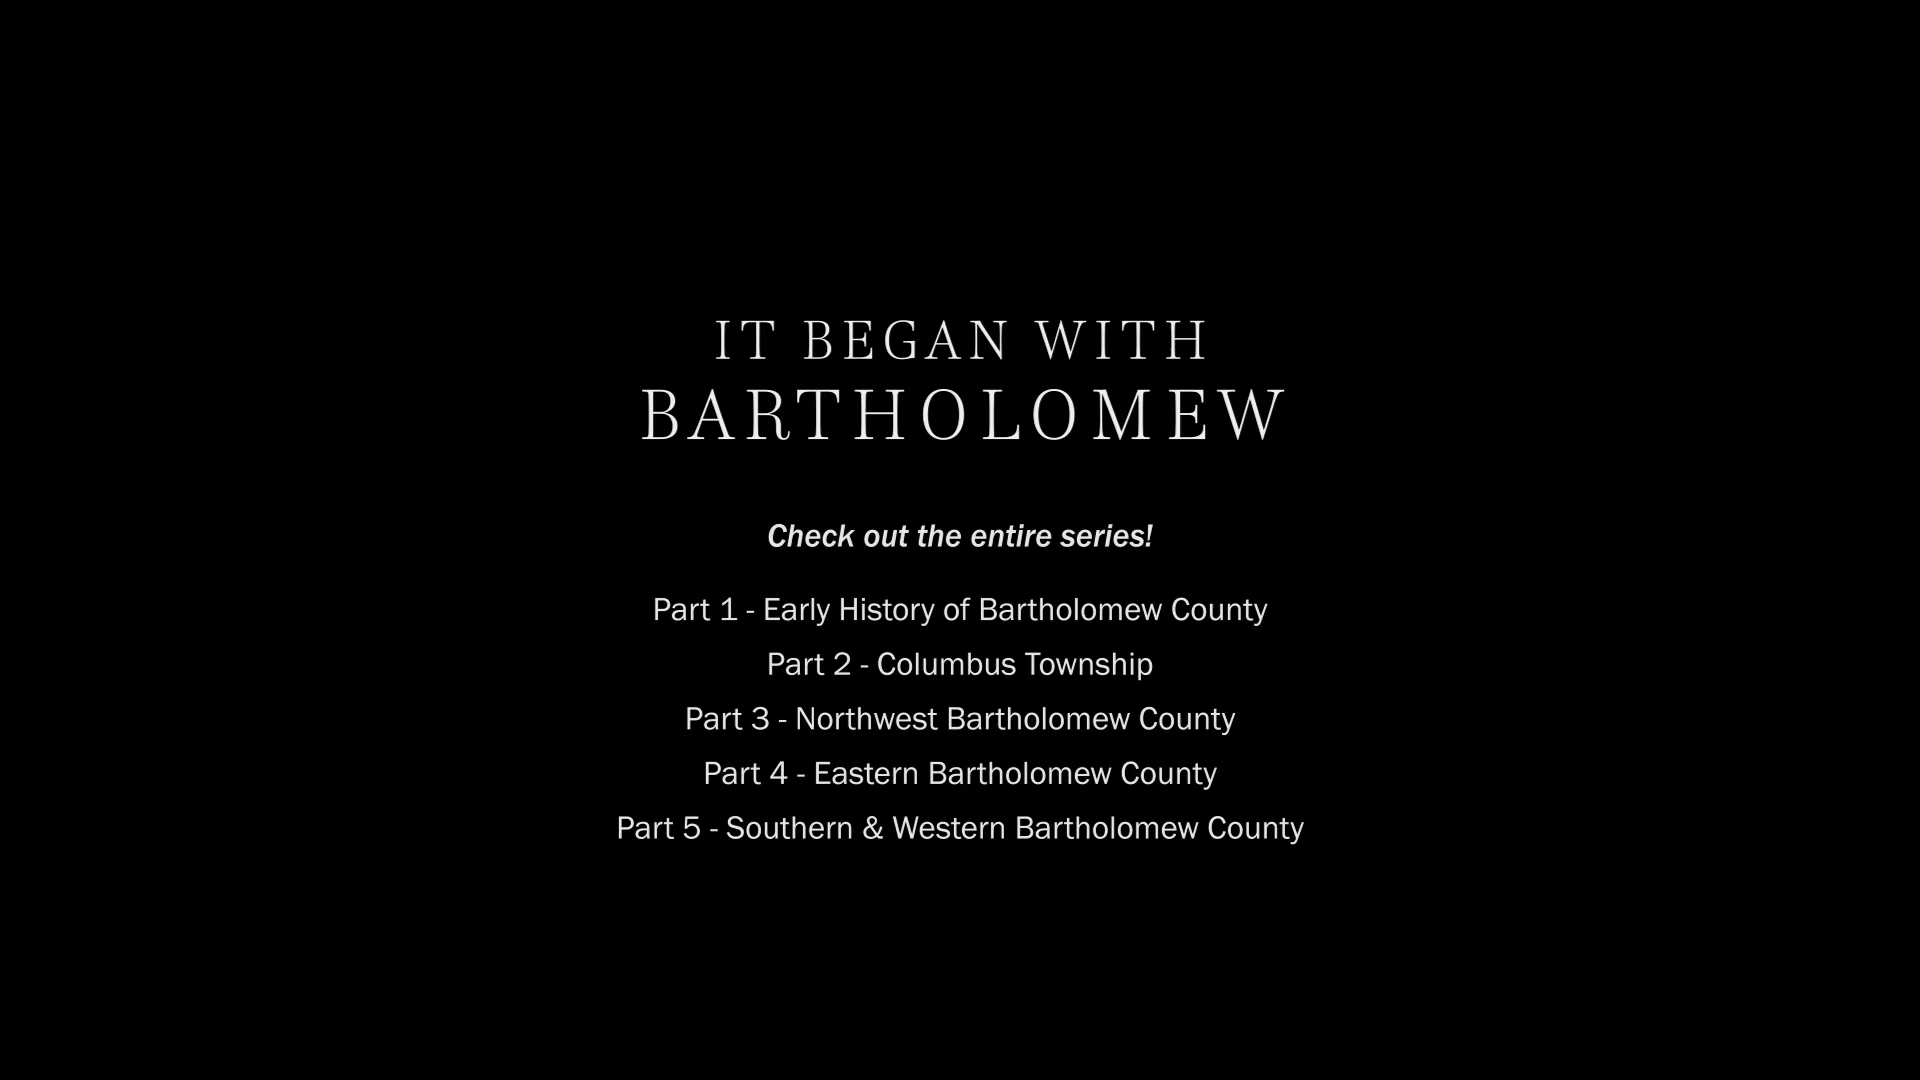 IT BEGAN WITH
BARTHOLOMEW
Check out the entire series!
Part 1 - Early History of Bartholomew County
Part 2 - Columbus Township
Part 3 - Northwest Bartholomew County
Part 4 - Eastern Bartholomew County
Part 5 - Southern & Western Bartholomew County